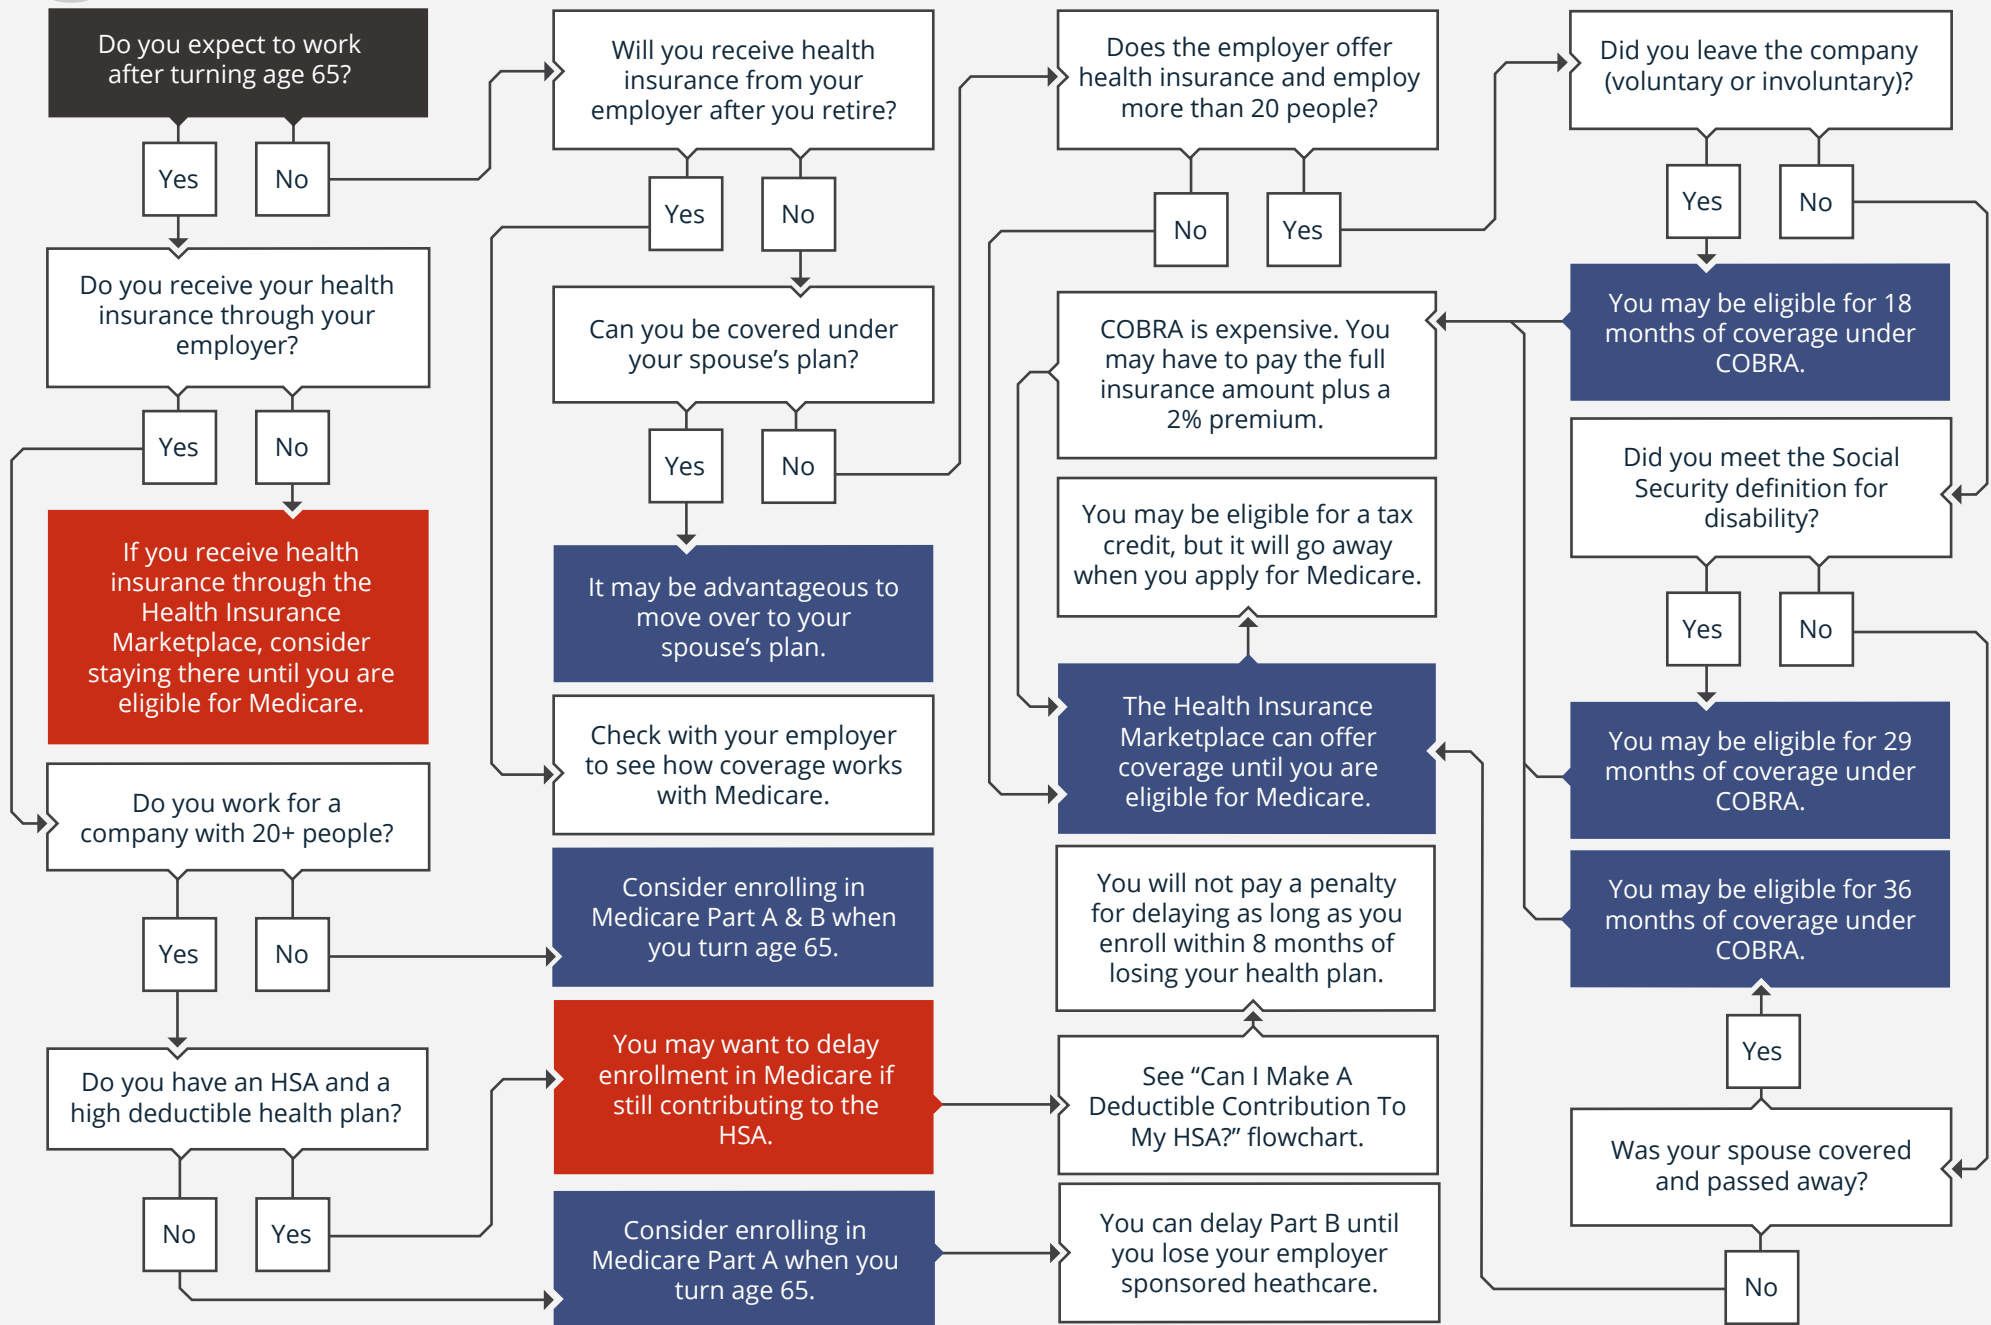 Do you expect to work
after turning age 65?
Yes
No
Do you receive your health
insurance through your
employer?
Yes
No
If you receive health
insurance through the
Health Insurance
Marketplace, consider
staying there until you are
eligible for Medicare.
Do you work for a
company with 20+ people?
Yes
No
Do you have an HSA and a
high deductible health plan?
No
Yes
Will you receive health
insurance from your
employer after you retire?
Yes
No
Can you be covered under
your spouse’s plan?
Yes
No
It may be advantageous to
move over to your
spouse’s plan.
Check with your employer
to see how coverage works
with Medicare.
Consider enrolling in
Medicare Part A & B when
you turn age 65.
You may want to delay
enrollment in Medicare if
still contributing to the
HSA.
Consider enrolling in
Medicare Part A when you
turn age 65.
Does the employer offer
health insurance and employ
more than 20 people?
No
Yes
COBRA is expensive. You
may have to pay the full
insurance amount plus a
2% premium.
You may be eligible for a tax
credit, but it will go away
when you apply for Medicare.
The Health Insurance
Marketplace can offer
coverage until you are
eligible for Medicare.
You will not pay a penalty
for delaying as long as you
enroll within 8 months of
losing your health plan.
See “Can I Make A
Deductible Contribution To
My HSA?” flowchart.
You can delay Part B until
you lose your employer
sponsored heathcare.
Did you leave the company
(voluntary or involuntary)?
Yes
No
You may be eligible for 18
months of coverage under
COBRA.
Did you meet the Social
Security definition for
disability?
Yes
No
You may be eligible for 29
months of coverage under
COBRA.
You may be eligible for 36
months of coverage under
COBRA.
Yes
Was your spouse covered
and passed away?
No